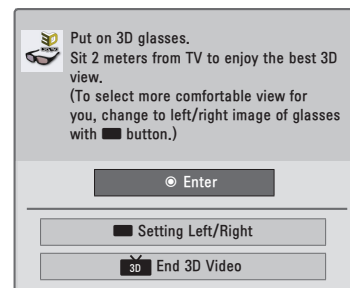 3D
Put on 3D glasses.
Sit 2 meters from TV to enjoy the best 3D
view.
(To select more comfortable view for
you, change to left/right image of glasses
with button.)
Enter
Setting Left/Right
3D End 3D Video